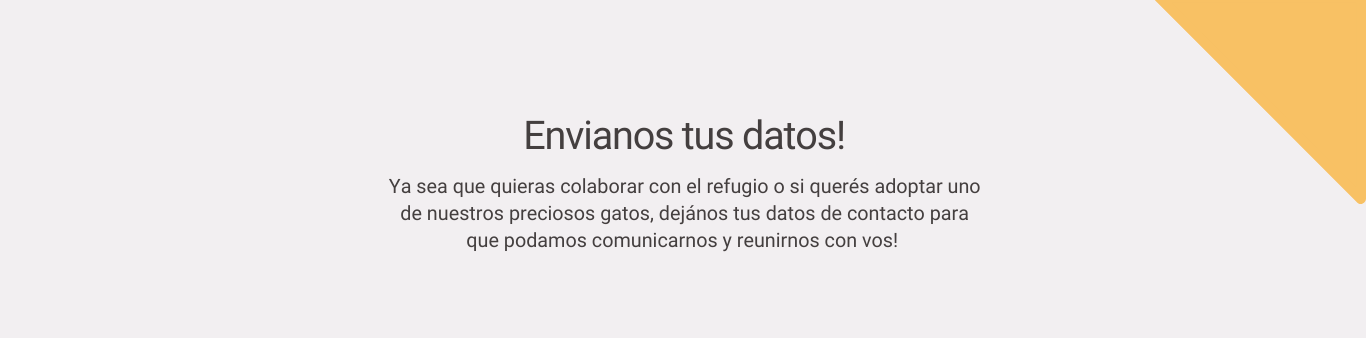 Envianos tus datos!
Ya sea que quieras colaborar con el refugio o si querés adoptar uno
de nuestros preciosos gatos, dejános tus datos de contacto para
que podamos comunicarnos y reunirnos con vos!